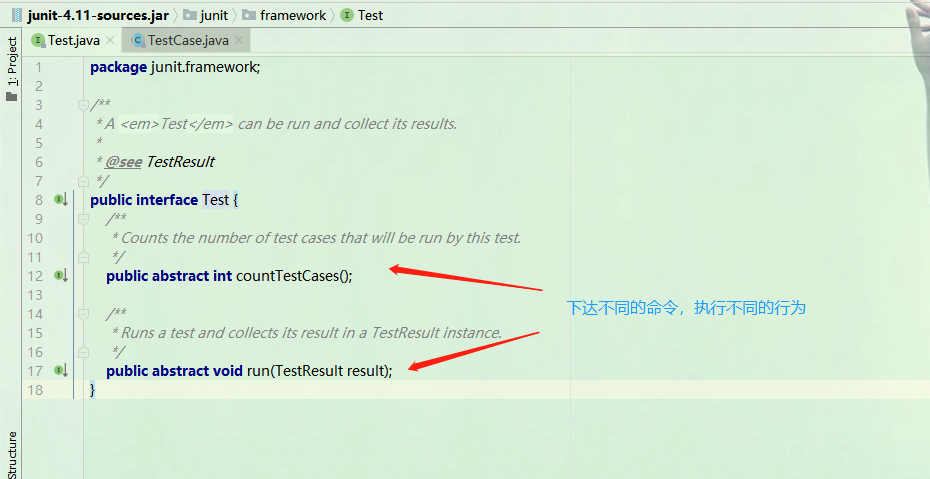 junit-4.11-sources.jar junit framework Test
Test.java TestCase.java
1: Project
1 package junit.framework;
2
3 /**
4 * A <em>Test</em> can be run and collect its results.
5 *
6 * @see TestResult
7 */
8 public interface Test {
9 /**
10 * Counts the number of test cases that will be run by this test.
11 */
12 public abstract int countTestCases();
13
14 /**
15 * Runs a test and collects its result in a TestResult instance.
16 */
17 public abstract void run(TestResult result);
18 }
下达不同的命令，执行不同的行为
Structure